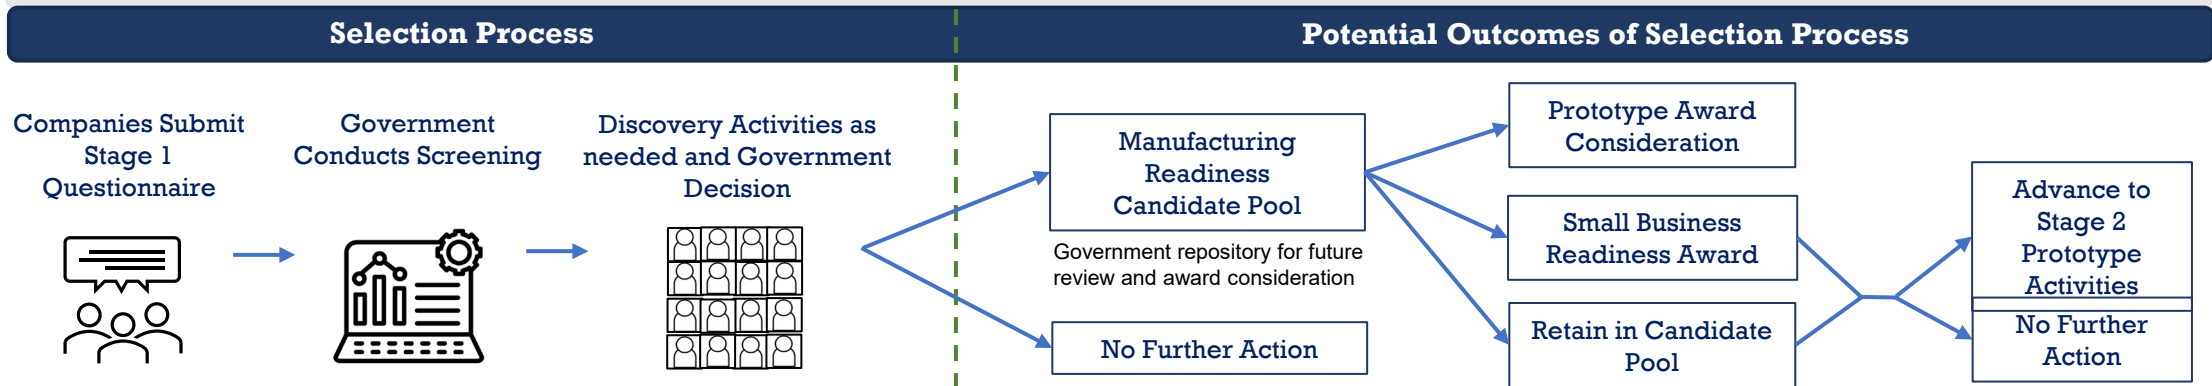 Selection Process
Potential Outcomes of Selection Process
Companies Submit
Stage 1
Questionnaire
Government
Conducts Screening
Discovery Activities as
needed and Government
Decision
Manufacturing
Readiness
Candidate Pool
Government repository for future
review and award consideration
No Further Action
Prototype Award
Consideration
Small Business
Readiness Award
Retain in Candidate
Pool
Advance to
Stage 2
Prototype
Activities
No Further
Action